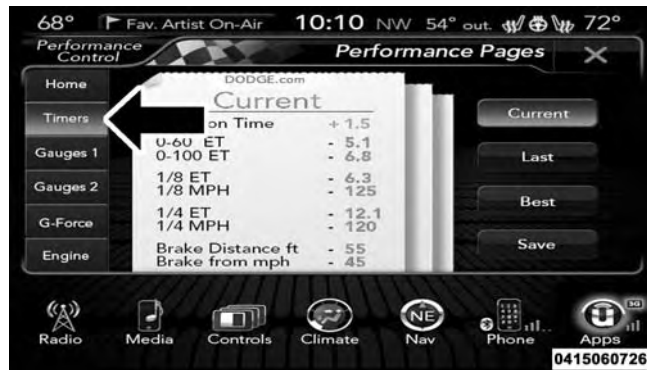 68° Fav. Artist On-Air 10:10 NW 54° out. 72°
Performance Control
Performance Pages
Home
Timers
Gauges 1
Gauges 2
G-Force
Engine
DODGE.com
Current
on Time + 1.5
0-60 ET - 5.1
0-100 ET - 6.8
1/8 ET - 6.3
1/8 MPH - 125
1/4 ET - 12.1
1/4 MPH - 120
Brake Distance ft - 55
Brake from mph - 45
Current
Last
Best
Save
Radio
Media
Controls
Climate
NE
Nav
Phone
3G
Apps
0415060726